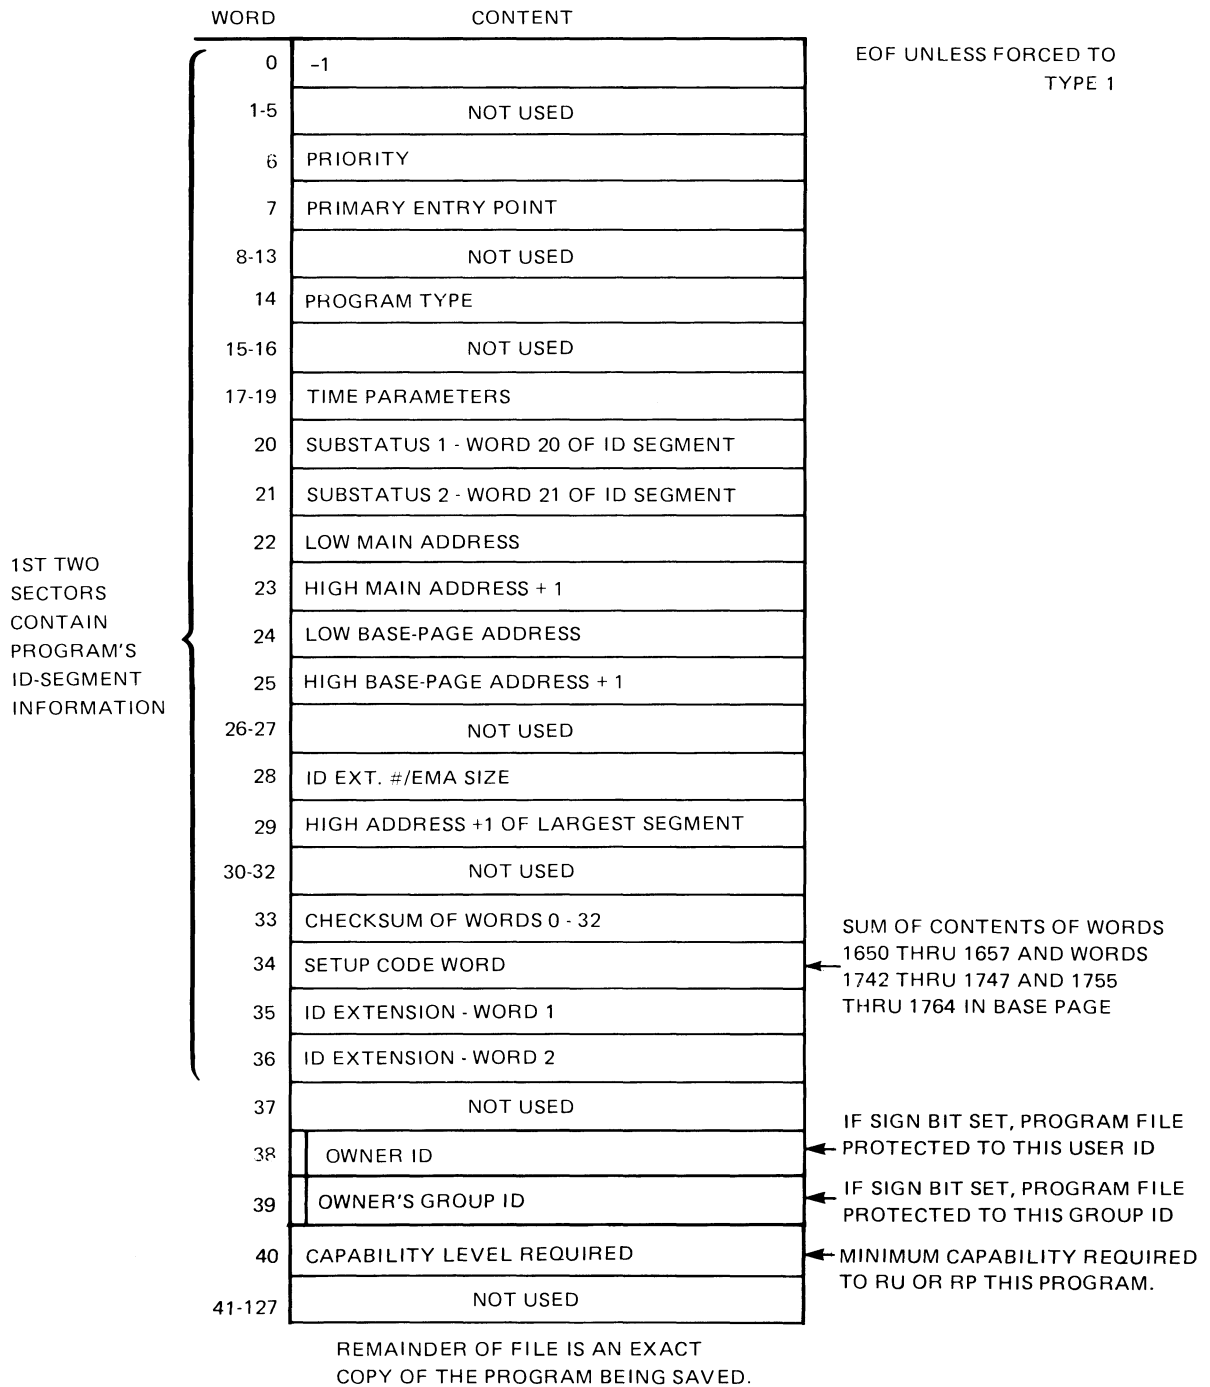 WORD CONTENT
0 -1 EOF UNLESS FORCED TO
TYPE 1
1-5 NOT USED
6 PRIORITY
7 PRIMARY ENTRY POINT
8-13 NOT USED
14 PROGRAM TYPE
15-16 NOT USED
17-19 TIME PARAMETERS
20 SUBSTATUS 1 - WORD 20 OF ID SEGMENT
21 SUBSTATUS 2 - WORD 21 OF ID SEGMENT
22 LOW MAIN ADDRESS
23 HIGH MAIN ADDRESS + 1
24 LOW BASE-PAGE ADDRESS
25 HIGH BASE-PAGE ADDRESS + 1
26-27 NOT USED
28 ID EXT. #/EMA SIZE
29 HIGH ADDRESS +1 OF LARGEST SEGMENT
30-32 NOT USED
33 CHECKSUM OF WORDS 0 - 32
34 SETUP CODE WORD
35 ID EXTENSION - WORD 1
36 ID EXTENSION - WORD 2
37 NOT USED
38 OWNER ID
39 OWNER'S GROUP ID
40 CAPABILITY LEVEL REQUIRED
41-127 NOT USED
1ST TWO
SECTORS
CONTAIN
PROGRAM'S
ID-SEGMENT
INFORMATION
SUM OF CONTENTS OF WORDS
1650 THRU 1657 AND WORDS
1742 THRU 1747 AND 1755
THRU 1764 IN BASE PAGE
IF SIGN BIT SET, PROGRAM FILE
PROTECTED TO THIS USER ID
IF SIGN BIT SET, PROGRAM FILE
PROTECTED TO THIS GROUP ID
MINIMUM CAPABILITY REQUIRED
TO RU OR RP THIS PROGRAM.
REMAINDER OF FILE IS AN EXACT
COPY OF THE PROGRAM BEING SAVED.